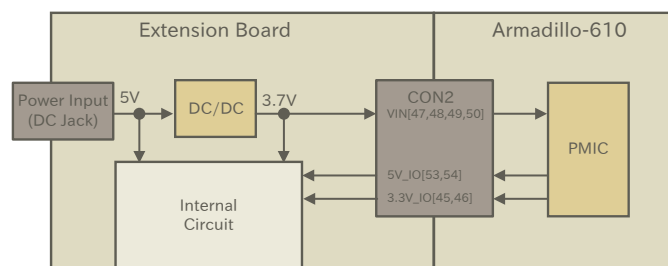 Extension Board
Armadillo-610
Power Input
(DC Jack)
5V
DC/DC
3.7V
CON2
VIN[47,48,49,50]
PMIC
5V_IO[53,54]
3.3V_IO[45,46]
Internal
Circuit